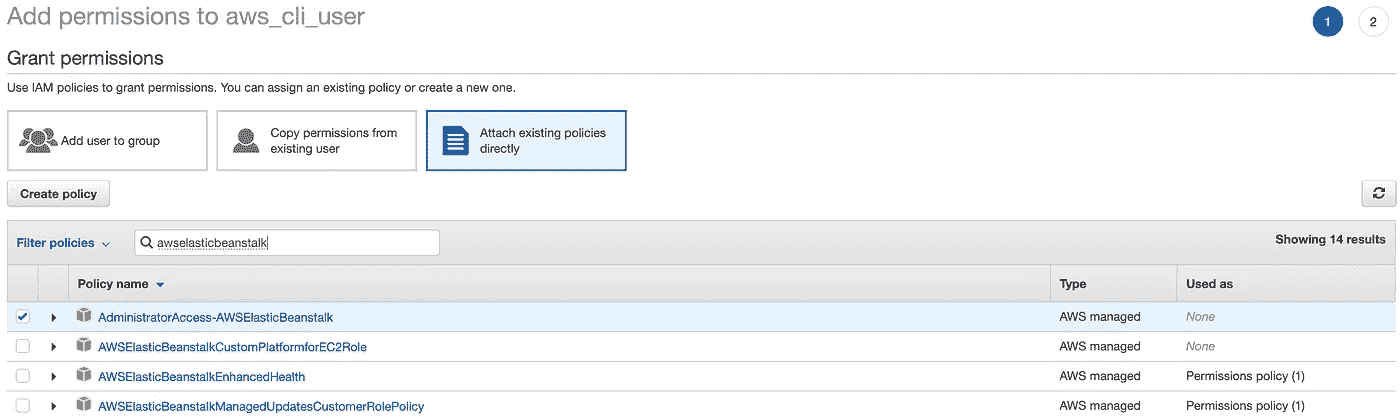 Add permissions to aws_cli_user
1 2
Grant permissions
Use IAM policies to grant permissions. You can assign an existing policy or create a new one.
Add user to group
Copy permissions from
existing user
Attach existing policies
directly
Create policy
Filter policies
awselasticbeanstalk
Showing 14 results
Policy name Type Used as
AdministratorAccess-AWSElasticBeanstalk AWS managed None
AWSElasticBeanstalkCustomPlatformforEC2Role AWS managed None
AWSElasticBeanstalkEnhancedHealth AWS managed Permissions policy (1)
AWSElasticBeanstalkManagedUpdatesCustomerRolePolicy AWS managed Permissions policy (1)